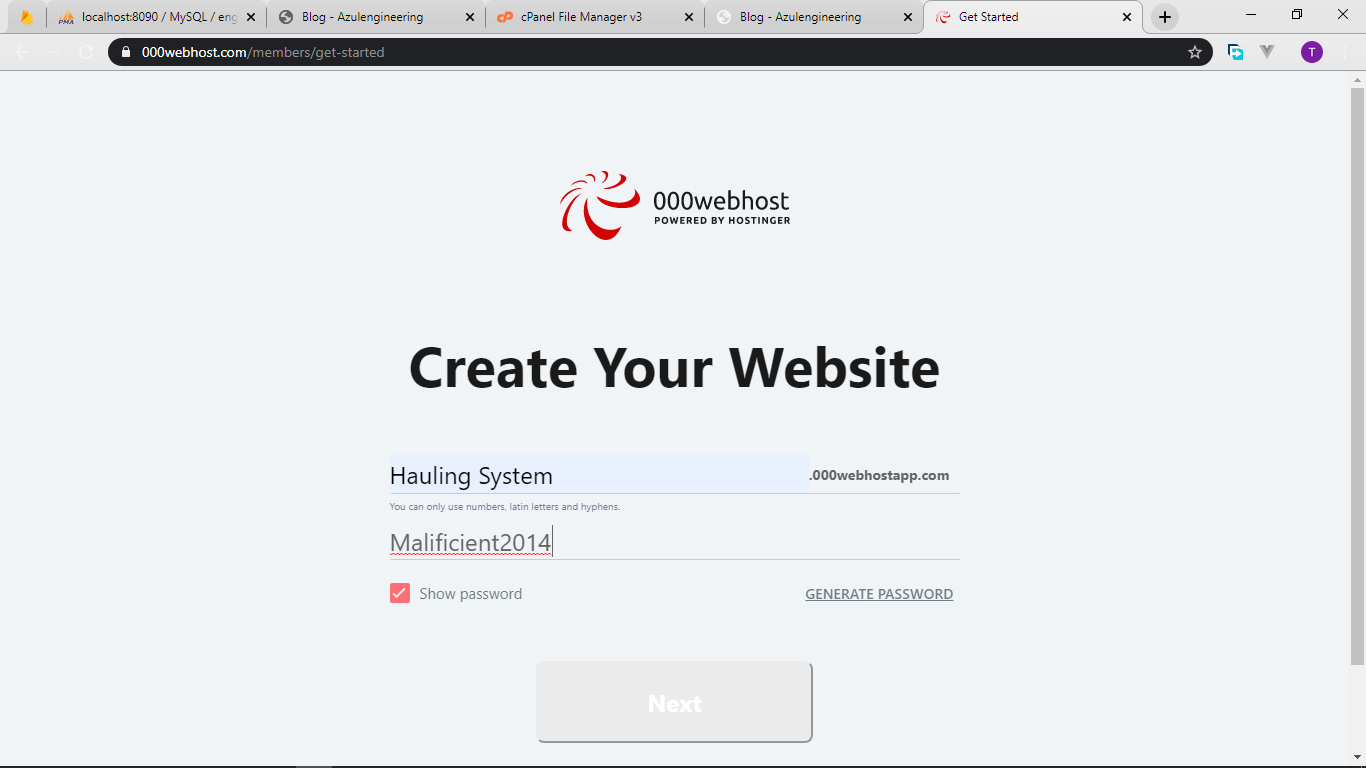 localhost:8090 / MySQL / eng
Blog - Azulengineering
cPanel File Manager v3
Blog - Azulengineering
Get Started
000webhost.com/members/get-started
T
000webhost
POWERED BY HOSTINGER
Create Your Website
Hauling System
.000webhostapp.com
You can only use numbers, latin letters and hyphens.
Malificient2014
Show password
GENERATE PASSWORD
Next